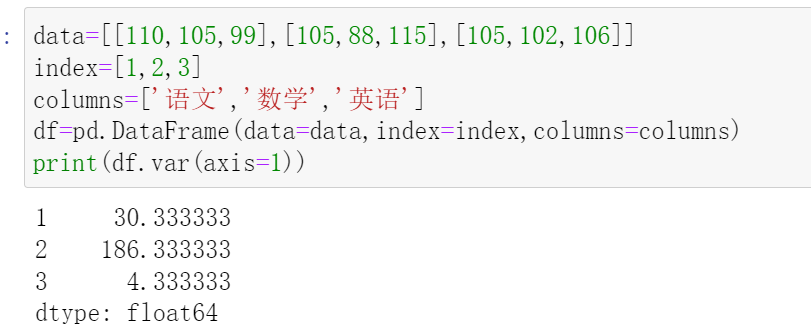 :
data=[[110,105,99],[105,88,115],[105,102,106]]
index=[1,2,3]
columns=['语文','数学','英语']
df=pd.DataFrame(data=data,index=index,columns=columns)
print(df.var(axis=1))
1     30.333333
2    186.333333
3      4.333333
dtype: float64